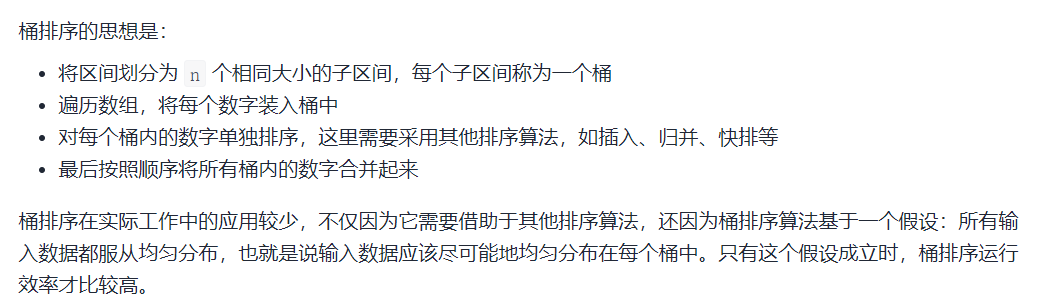 桶排序的思想是：
• 将区间划分为 n 个相同大小的子区间，每个子区间称为一个桶
• 遍历数组，将每个数字装入桶中
• 对每个桶内的数字单独排序，这里需要采用其他排序算法，如插入、归并、快排等
• 最后按照顺序将所有桶内的数字合并起来
桶排序在实际工作中的应用较少，不仅因为它需要借助于其他排序算法，还因为桶排序算法基于一个假设：所有输
入数据都服从均匀分布，也就是说输入数据应该尽可能地均匀分布在每个桶中。只有这个假设成立时，桶排序运行
效率才比较高。